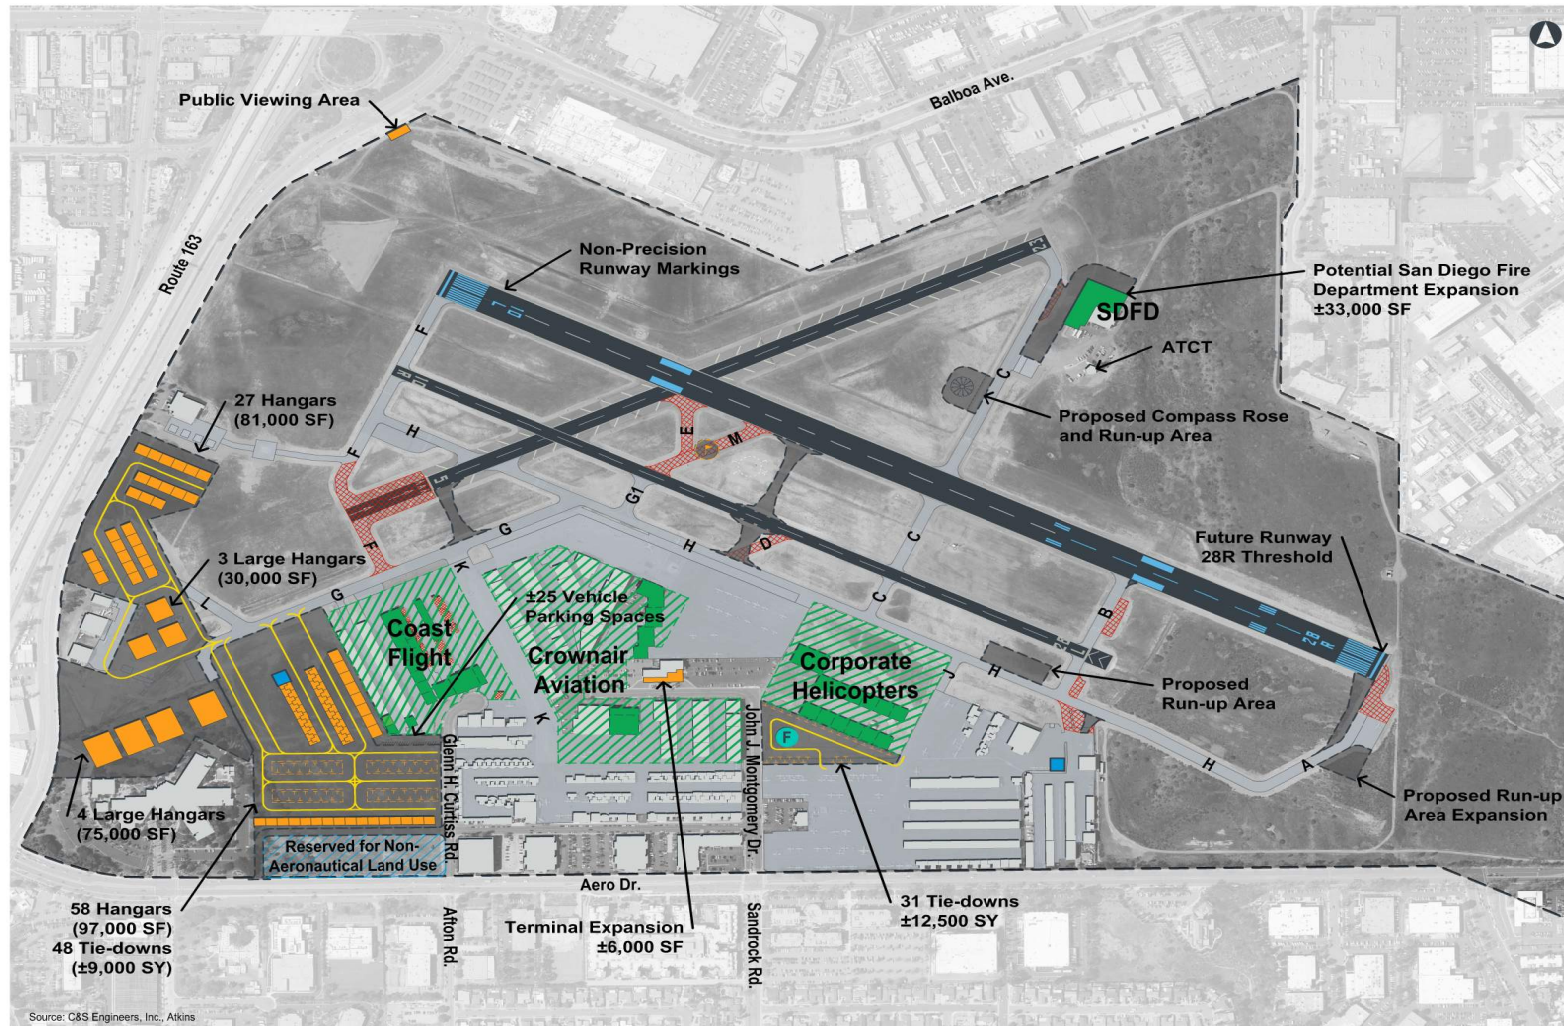 Public Viewing Area
Balboa Ave.
Route 163
Non-Precision
Runway Markings
23
Potential San Diego Fire
Department Expansion
±33,000 SF
SDFD
ATCT
10
L
F
C
Proposed Compass Rose
and Run-up Area
27 Hangars
(81,000 SF)
10
R
H
E
M
F
5
G1
G
H
D
C
F
K
Future Runway
28R Threshold
3 Large Hangars
(30,000 SF)
L
G
±25 Vehicle
Parking Spaces
C
B
28
R
28
L
Coast
Flight
Crownair
Aviation
Corporate
Helicopters
J
H
Proposed
Run-up Area
K
F
John J. Montgomery Dr.
Glenn H. Curtiss Rd.
H
A
Proposed Run-up
Area Expansion
4 Large Hangars
(75,000 SF)
Reserved for Non-
Aeronautical Land Use
Aero Dr.
58 Hangars
(97,000 SF)
48 Tie-downs
(±9,000 SY)
Afton Rd.
Terminal Expansion
±6,000 SF
Sandrock Rd.
31 Tie-downs
±12,500 SY
Source: C&S Engineers, Inc., Atkins